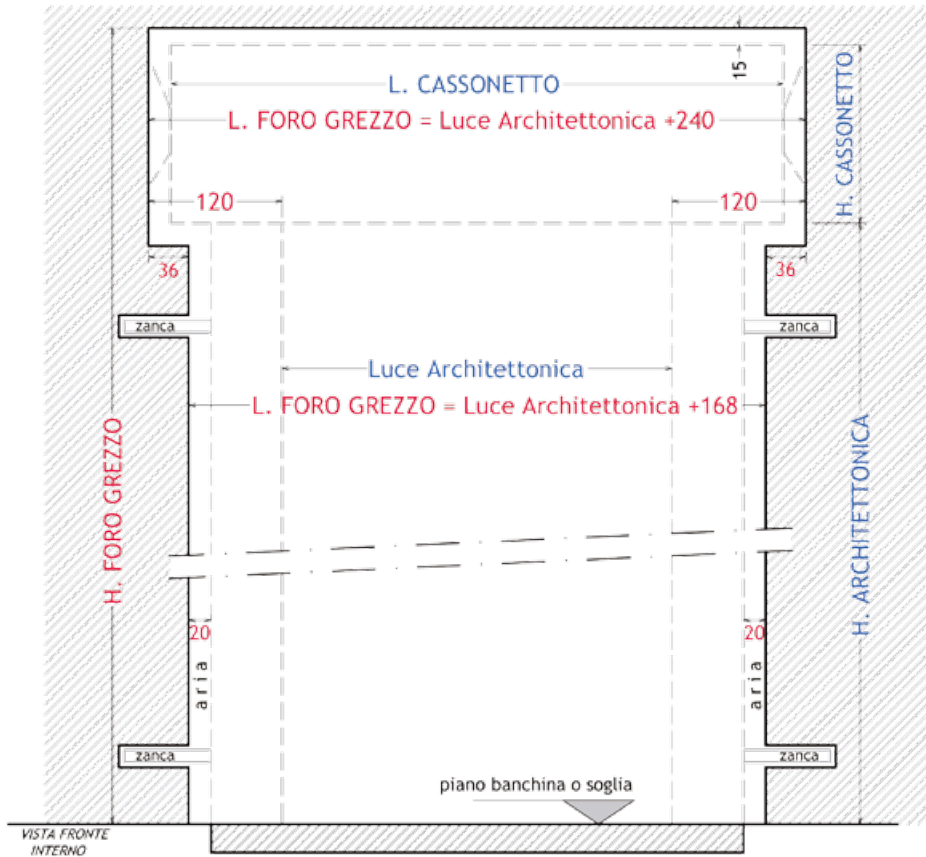 15
L. CASSONETTO
H. CASSONETTO
L. FORO GREZZO = Luce Architettonica +240
120
120
36
36
zanca
zanca
Luce Architettonica
L. FORO GREZZO = Luce Architettonica +168
H. FORO GREZZO
H. ARCHITETTONICA
20
20
aria
aria
zanca
zanca
piano banchina o soglia
VISTA FRONTE
INTERNO